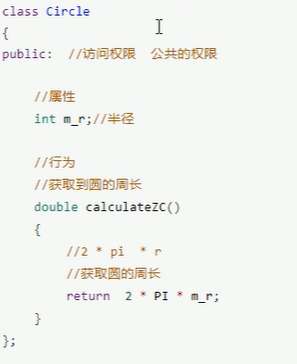 class Circle
{
public:  //访问权限  公共的权限
//属性
int m_r;//半径
//行为
//获取到圆的周长
double calculateZC()
{
//2 * pi  * r
//获取圆的周长
return  2 * PI * m_r;
}
};